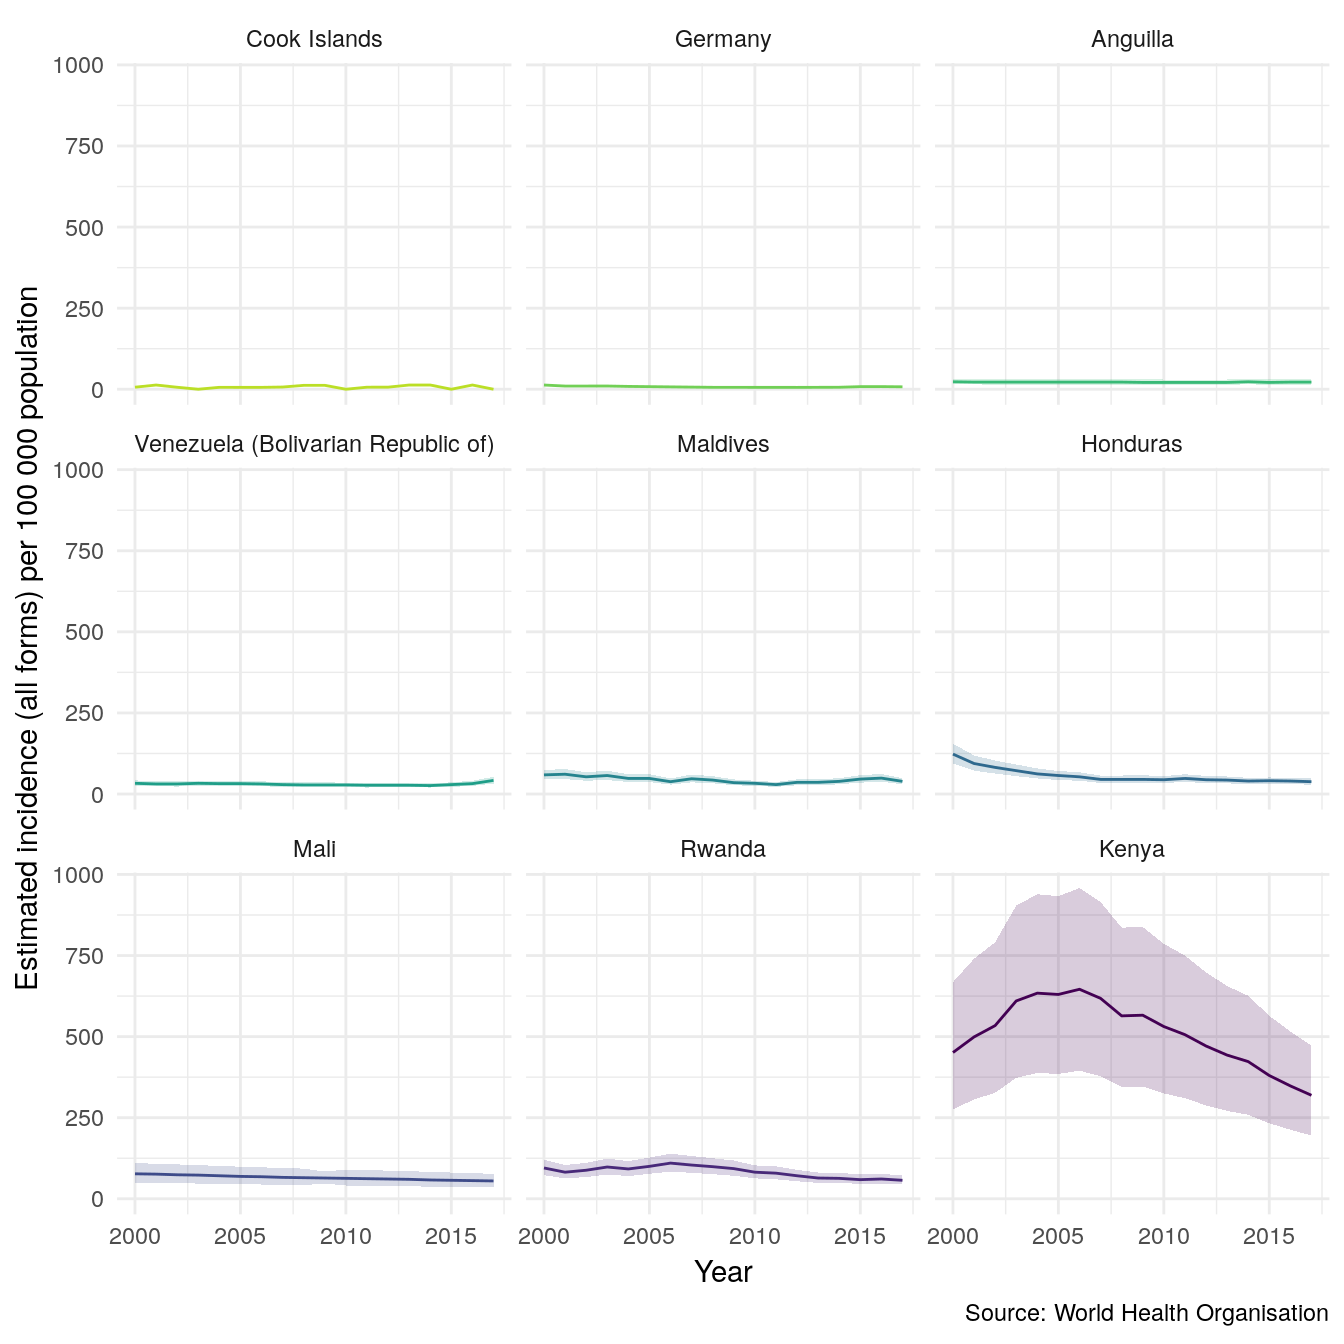 Cook Islands
Germany
Anguilla
1000
750
500
250
0
Venezuela (Bolivarian Republic of)
Maldives
Honduras
1000
750
500
250
0
Estimated incidence (all forms) per 100 000 population
Mali
Rwanda
Kenya
1000
750
500
250
0
2000 2005 2010 2015
2000 2005 2010 2015
2000 2005 2010 2015
Year
Source: World Health Organisation